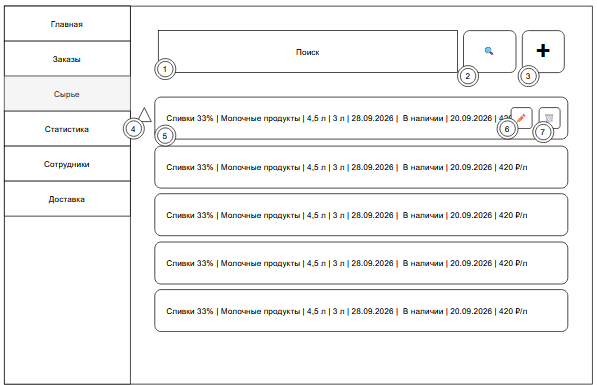 Главная
Заказы
Сырье
Статистика
Сотрудники
Доставка
Поиск
1
2
3
4
Сливки 33% | Молочные продукты | 4,5 л | 3 л | 28.09.2026 | В наличии | 20.09.2026 | 420
5
6
7
Сливки 33% | Молочные продукты | 4,5 л | 3 л | 28.09.2026 | В наличии | 20.09.2026 | 420 ₽/л
Сливки 33% | Молочные продукты | 4,5 л | 3 л | 28.09.2026 | В наличии | 20.09.2026 | 420 ₽/л
Сливки 33% | Молочные продукты | 4,5 л | 3 л | 28.09.2026 | В наличии | 20.09.2026 | 420 ₽/л
Сливки 33% | Молочные продукты | 4,5 л | 3 л | 28.09.2026 | В наличии | 20.09.2026 | 420 ₽/л